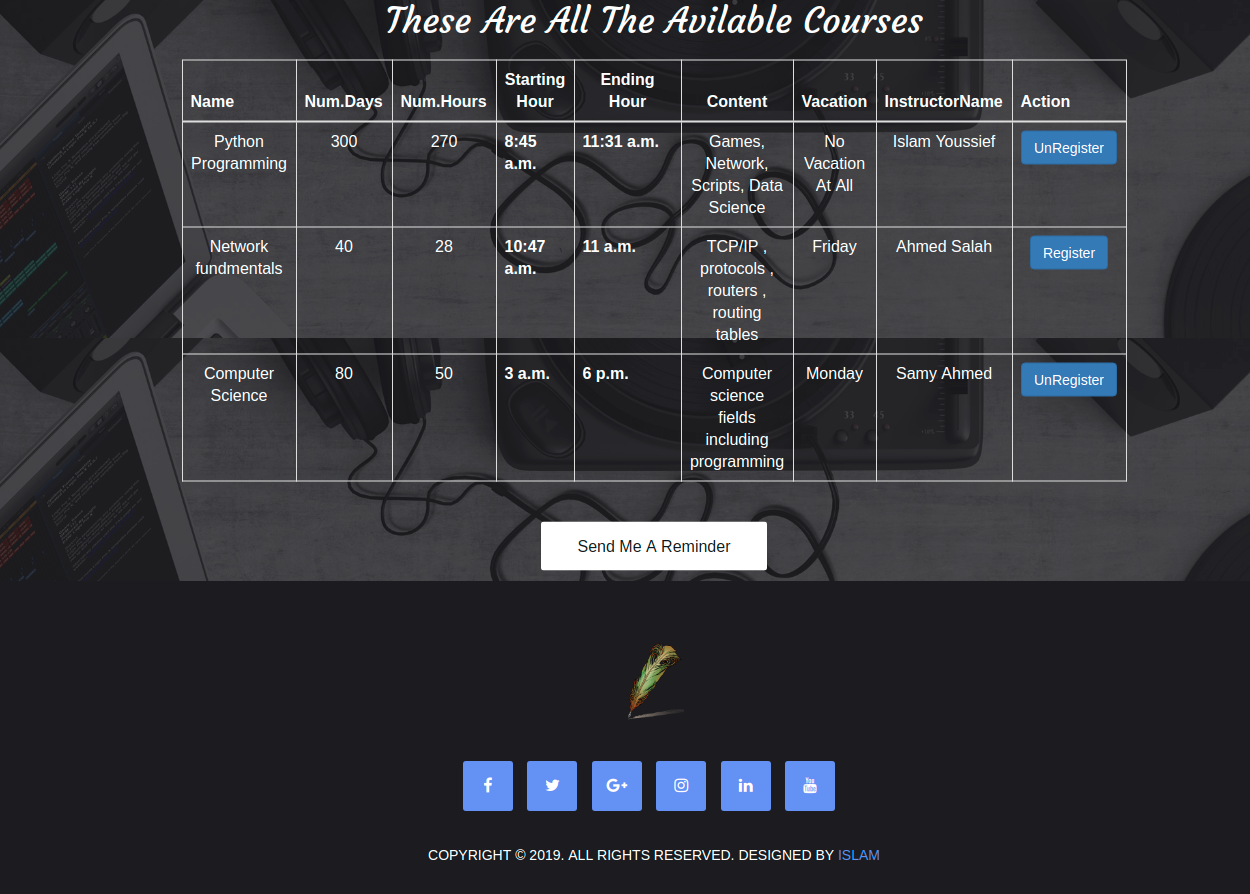 These Are All The Avilable Courses
Name Num.Days Num.Hours Starting Hour Ending Hour Content Vacation InstructorName Action
Python Programming 300 270 8:45 a.m. 11:31 a.m. Games, Network, Scripts, Data Science No Vacation At All Islam Youssief UnRegister
Network fundmentals 40 28 10:47 a.m. 11 a.m. TCP/IP , protocols , routers , routing tables Friday Ahmed Salah Register
Computer Science 80 50 3 a.m. 6 p.m. Computer science fields including programming Monday Samy Ahmed UnRegister
Send Me A Reminder
COPYRIGHT © 2019. ALL RIGHTS RESERVED. DESIGNED BY ISLAM